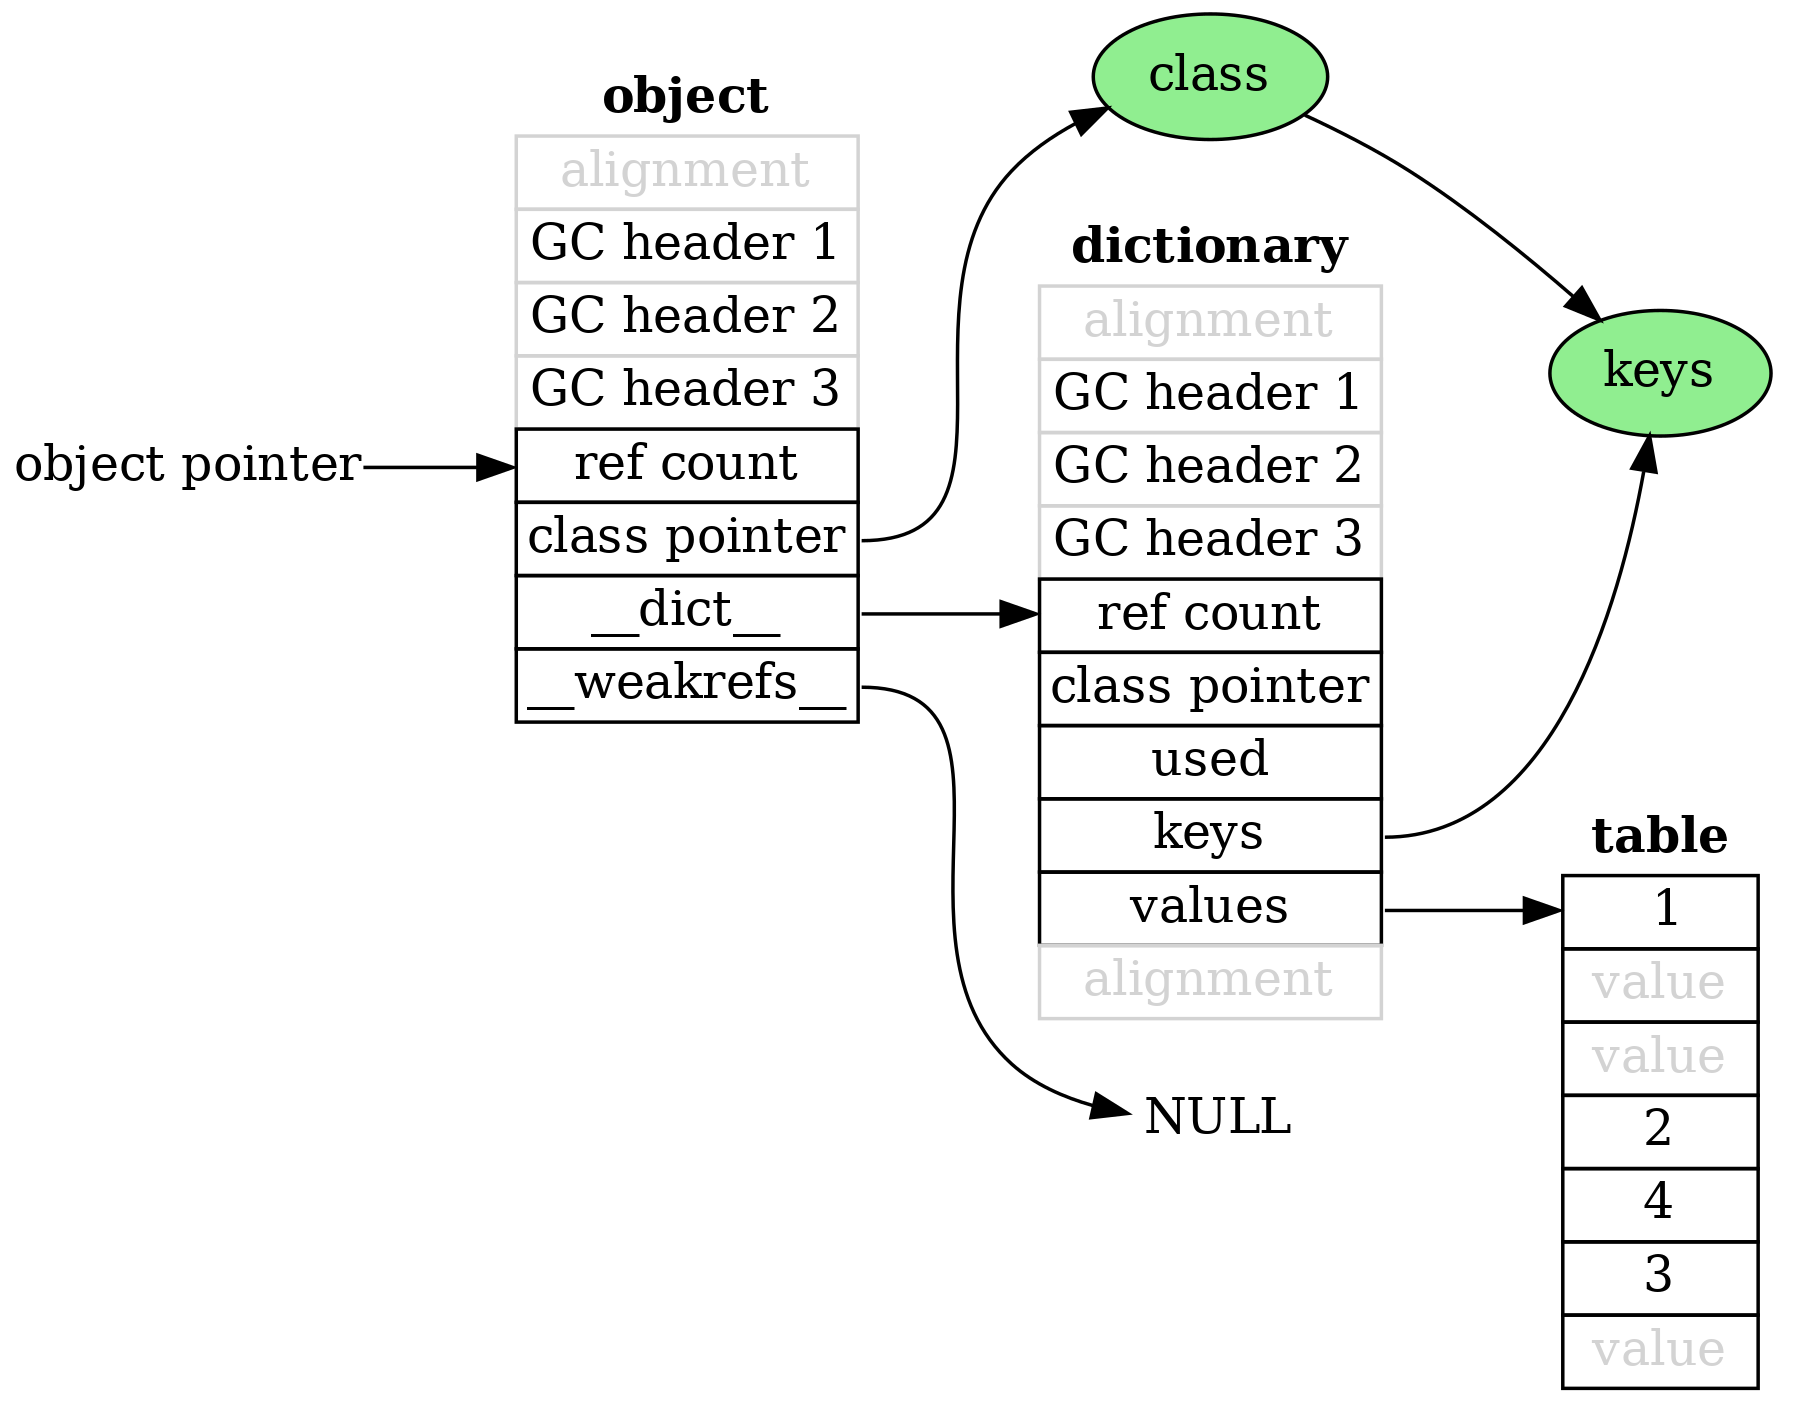 class
object
alignment
GC header 1
GC header 2
GC header 3
object pointer
ref count
class pointer
__dict__
__weakrefs__
dictionary
alignment
GC header 1
GC header 2
GC header 3
ref count
class pointer
used
keys
values
alignment
NULL
keys
table
1
value
value
2
4
3
value